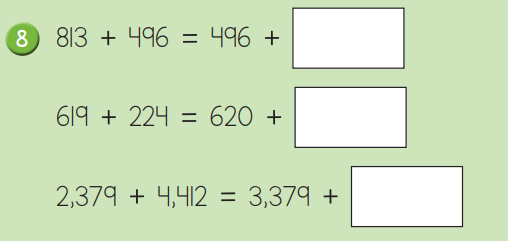 8 813 + 496 = 496 +
619 + 224 = 620 +
2,379 + 4,412 = 3,379 +